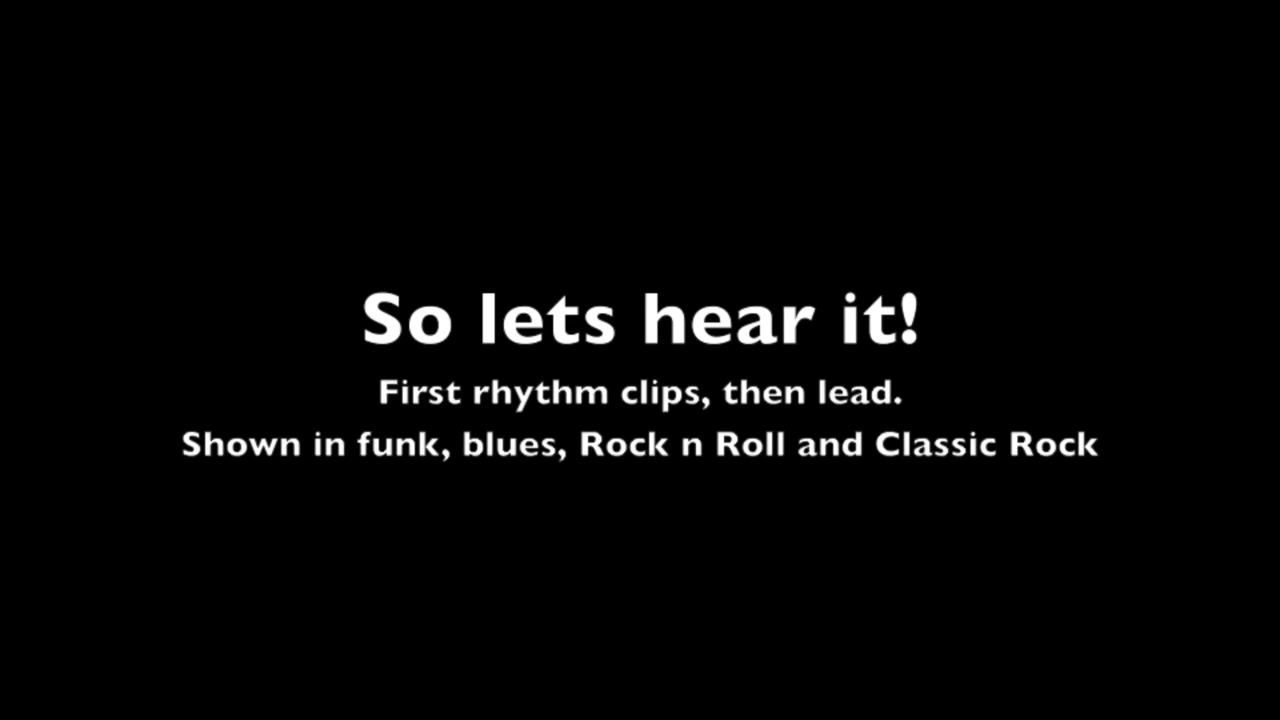 So lets hear it!
First rhythm clips, then lead.
Shown in funk, blues, Rock n Roll and Classic Rock